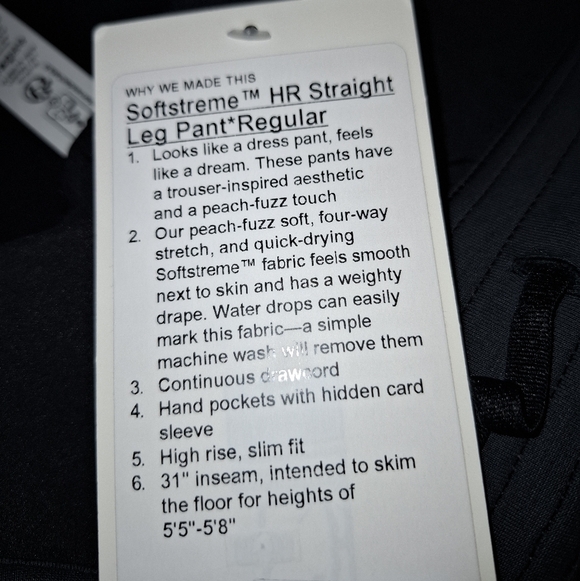 WHY WE MADE THIS
Softstreme™ HR Straight
Leg Pant*Regular
1. Looks like a dress pant, feels
like a dream. These pants have
a trouser-inspired aesthetic
and a peach-fuzz touch
2. Our peach-fuzz soft, four-way
stretch, and quick-drying
Softstreme™ fabric feels smooth
next to skin and has a weighty
drape. Water drops can easily
mark this fabric—a simple
machine wash will remove them
3. Continuous drawcord
4. Hand pockets with hidden card
sleeve
5. High rise, slim fit
6. 31" inseam, intended to skim
the floor for heights of
5'5"-5'8"